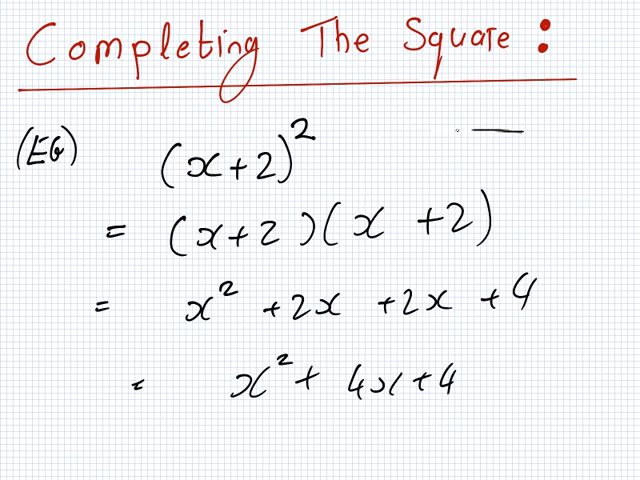 Completing The Square:
(EG) (x+2)²
= (x+2)(x+2)
= x² +2x +2x +4
= x² + 4x + 4